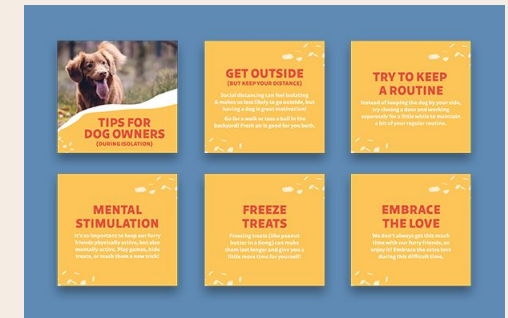 TIPS FOR
DOG OWNERS
(DURING ISOLATION)
GET OUTSIDE
(BUT KEEP YOUR DISTANCE)
Social distancing can feel isolating
& makes us less likely to go outside, but
having a dog is great motivation!
Go for a walk or toss a ball in the
backyard! Fresh air is good for you both.
TRY TO KEEP
A ROUTINE
Instead of keeping the dog by your side,
try closing a door and working
separately for a little while to maintain
a bit of your regular routine.
MENTAL
STIMULATION
It's so important to keep our furry
friends physically active, but also
mentally active. Play games, hide
treats, or teach them a new trick!
FREEZE
TREATS
Freezing treats (like peanut
butter in a Kong) can make
them last longer and give you a
little more time for yourself!
EMBRACE
THE LOVE
We don't always get this much
time with our furry friends, so
enjoy it! Embrace the extra love
during this difficult time.